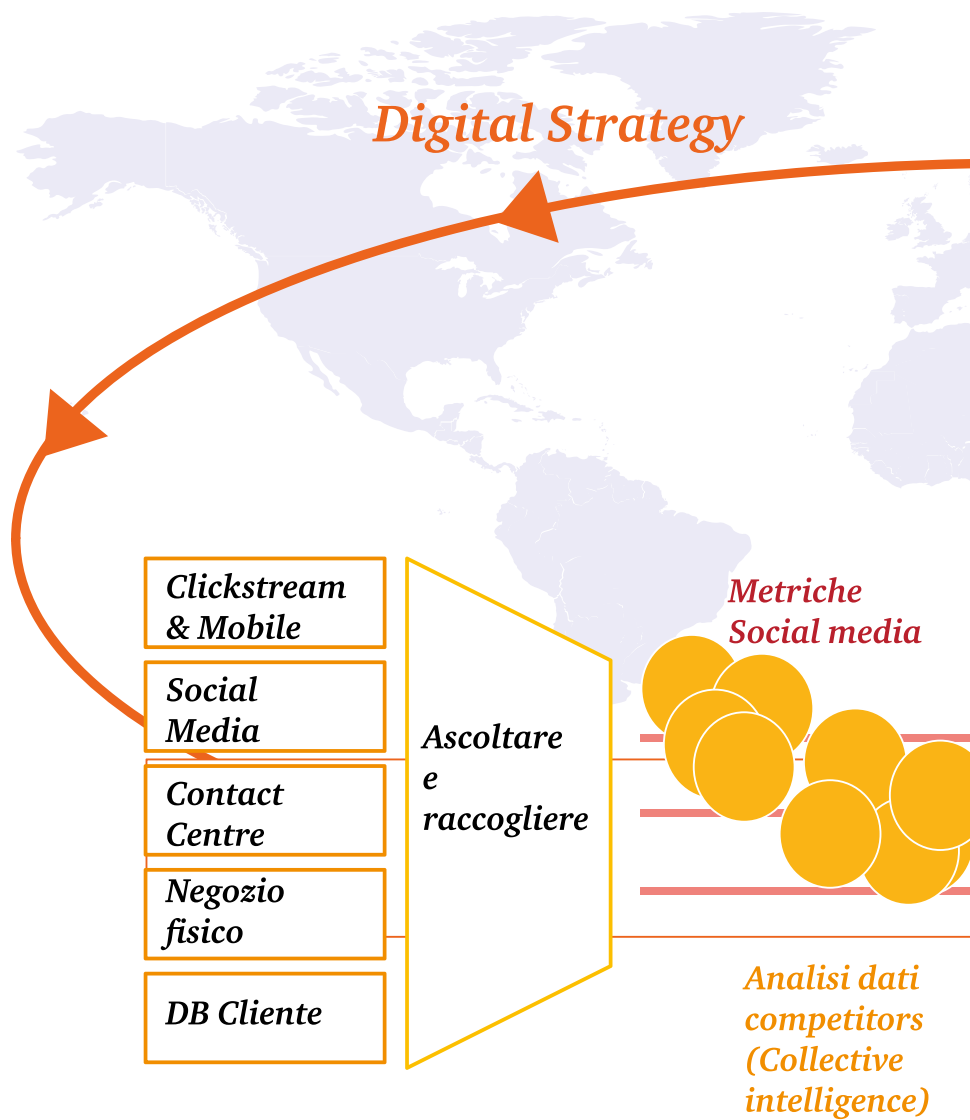 Digital Strategy
Clickstream
& Mobile
Social
Media
Contact
Centre
Negozio
fisico
DB Cliente
Ascoltare
e
raccogliere
Metriche
Social media
Analisi dati
competitors
(Collective
intelligence)